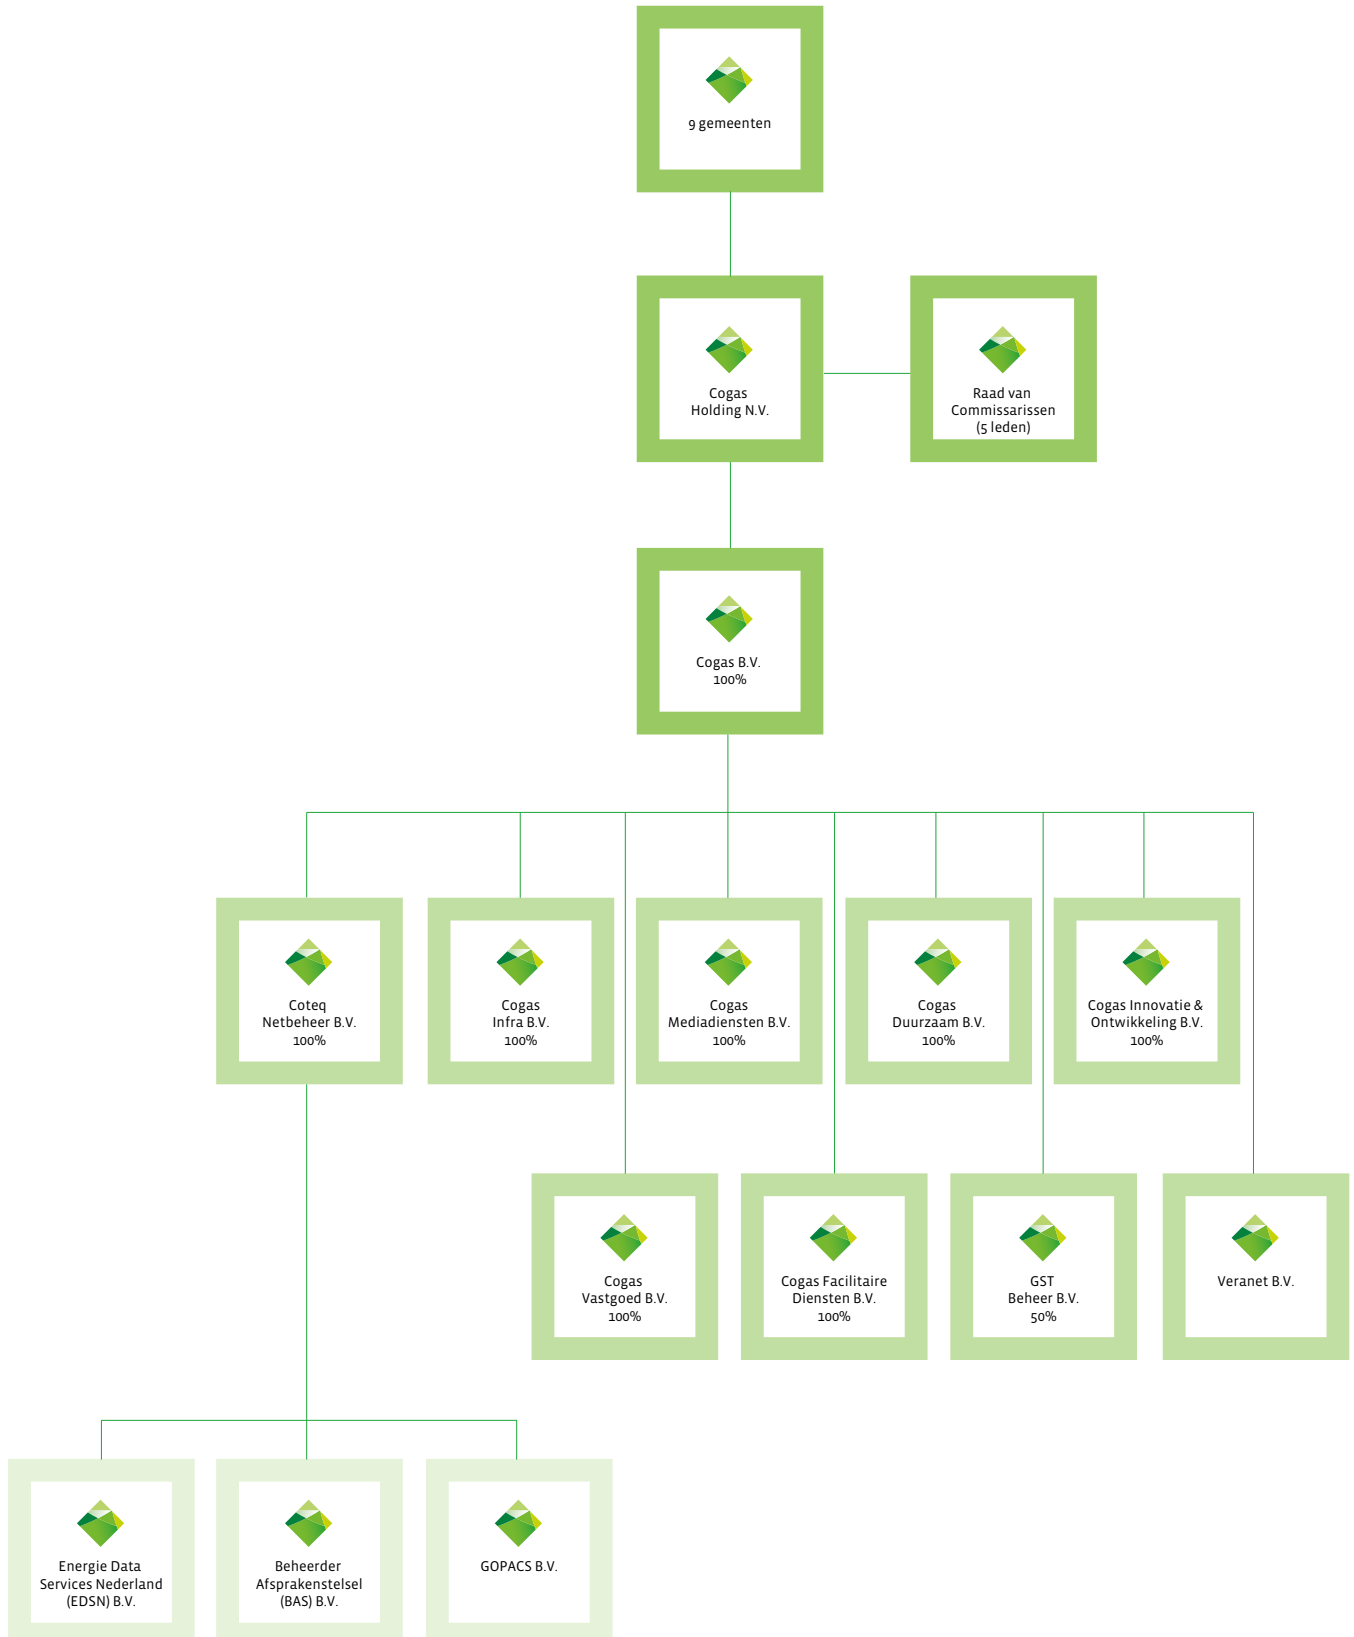 9 gemeenten
Cogas
Holding N.V.
Raad van
Commissarissen
(5 leden)
Cogas B.V.
100%
Coteq
Netbeheer B.V.
100%
Cogas
Infra B.V.
100%
Cogas
Mediadiensten B.V.
100%
Cogas
Duurzaam B.V.
100%
Cogas Innovatie &
Ontwikkeling B.V.
100%
Cogas
Vastgoed B.V.
100%
Cogas Facilitaire
Diensten B.V.
100%
GST
Beheer B.V.
50%
Veranet B.V.
Energie Data
Services Nederland
(EDSN) B.V.
Beheerder
Afsprakenstelsel
(BAS) B.V.
GOPACS B.V.